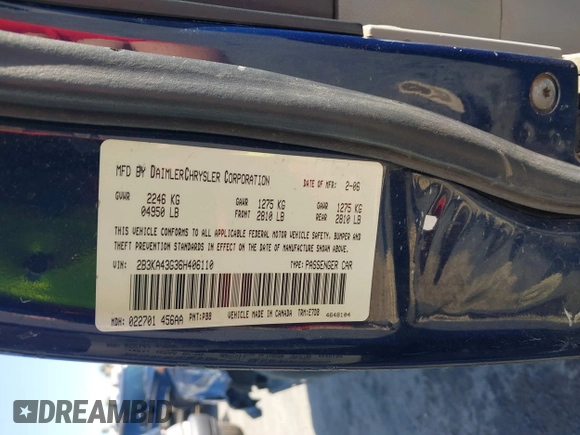 MFD BY DAIMLERCHRYSLER CORPORATION DATE OF MFR: 2-06
GVWR 2246 KG GAWR 1275 KG GAWR 1275 KG
04950 LB FRONT 2810 LB REAR 2810 LB
THIS VEHICLE CONFORMS TO ALL APPLICABLE FEDERAL MOTOR VEHICLE SAFETY, BUMPER AND
THEFT PREVENTION STANDARDS IN EFFECT ON THE DATE OF MANUFACTURE SHOWN ABOVE.
VIN: 2B3KA43G36H406110 TYPE: PASSENGER CAR
MDH: 022701 456AA PNT: PB8 VEHICLE MADE IN CANADA TRM: E7D8 4648104
DREAMBID